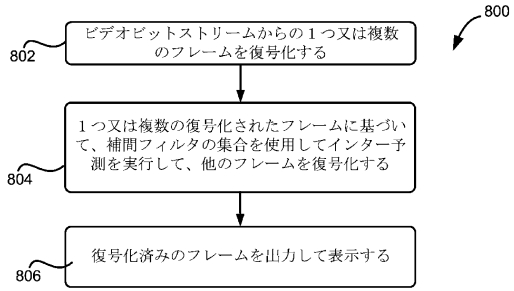 800
ビデオビットストリームからの１つ又は複数
のフレームを復号化する
802
１つ又は複数の復号化されたフレームに基づい
て、補間フィルタの集合を使用してインター予
測を実行して、他のフレームを復号化する
804
復号化済みのフレームを出力して表示する
806